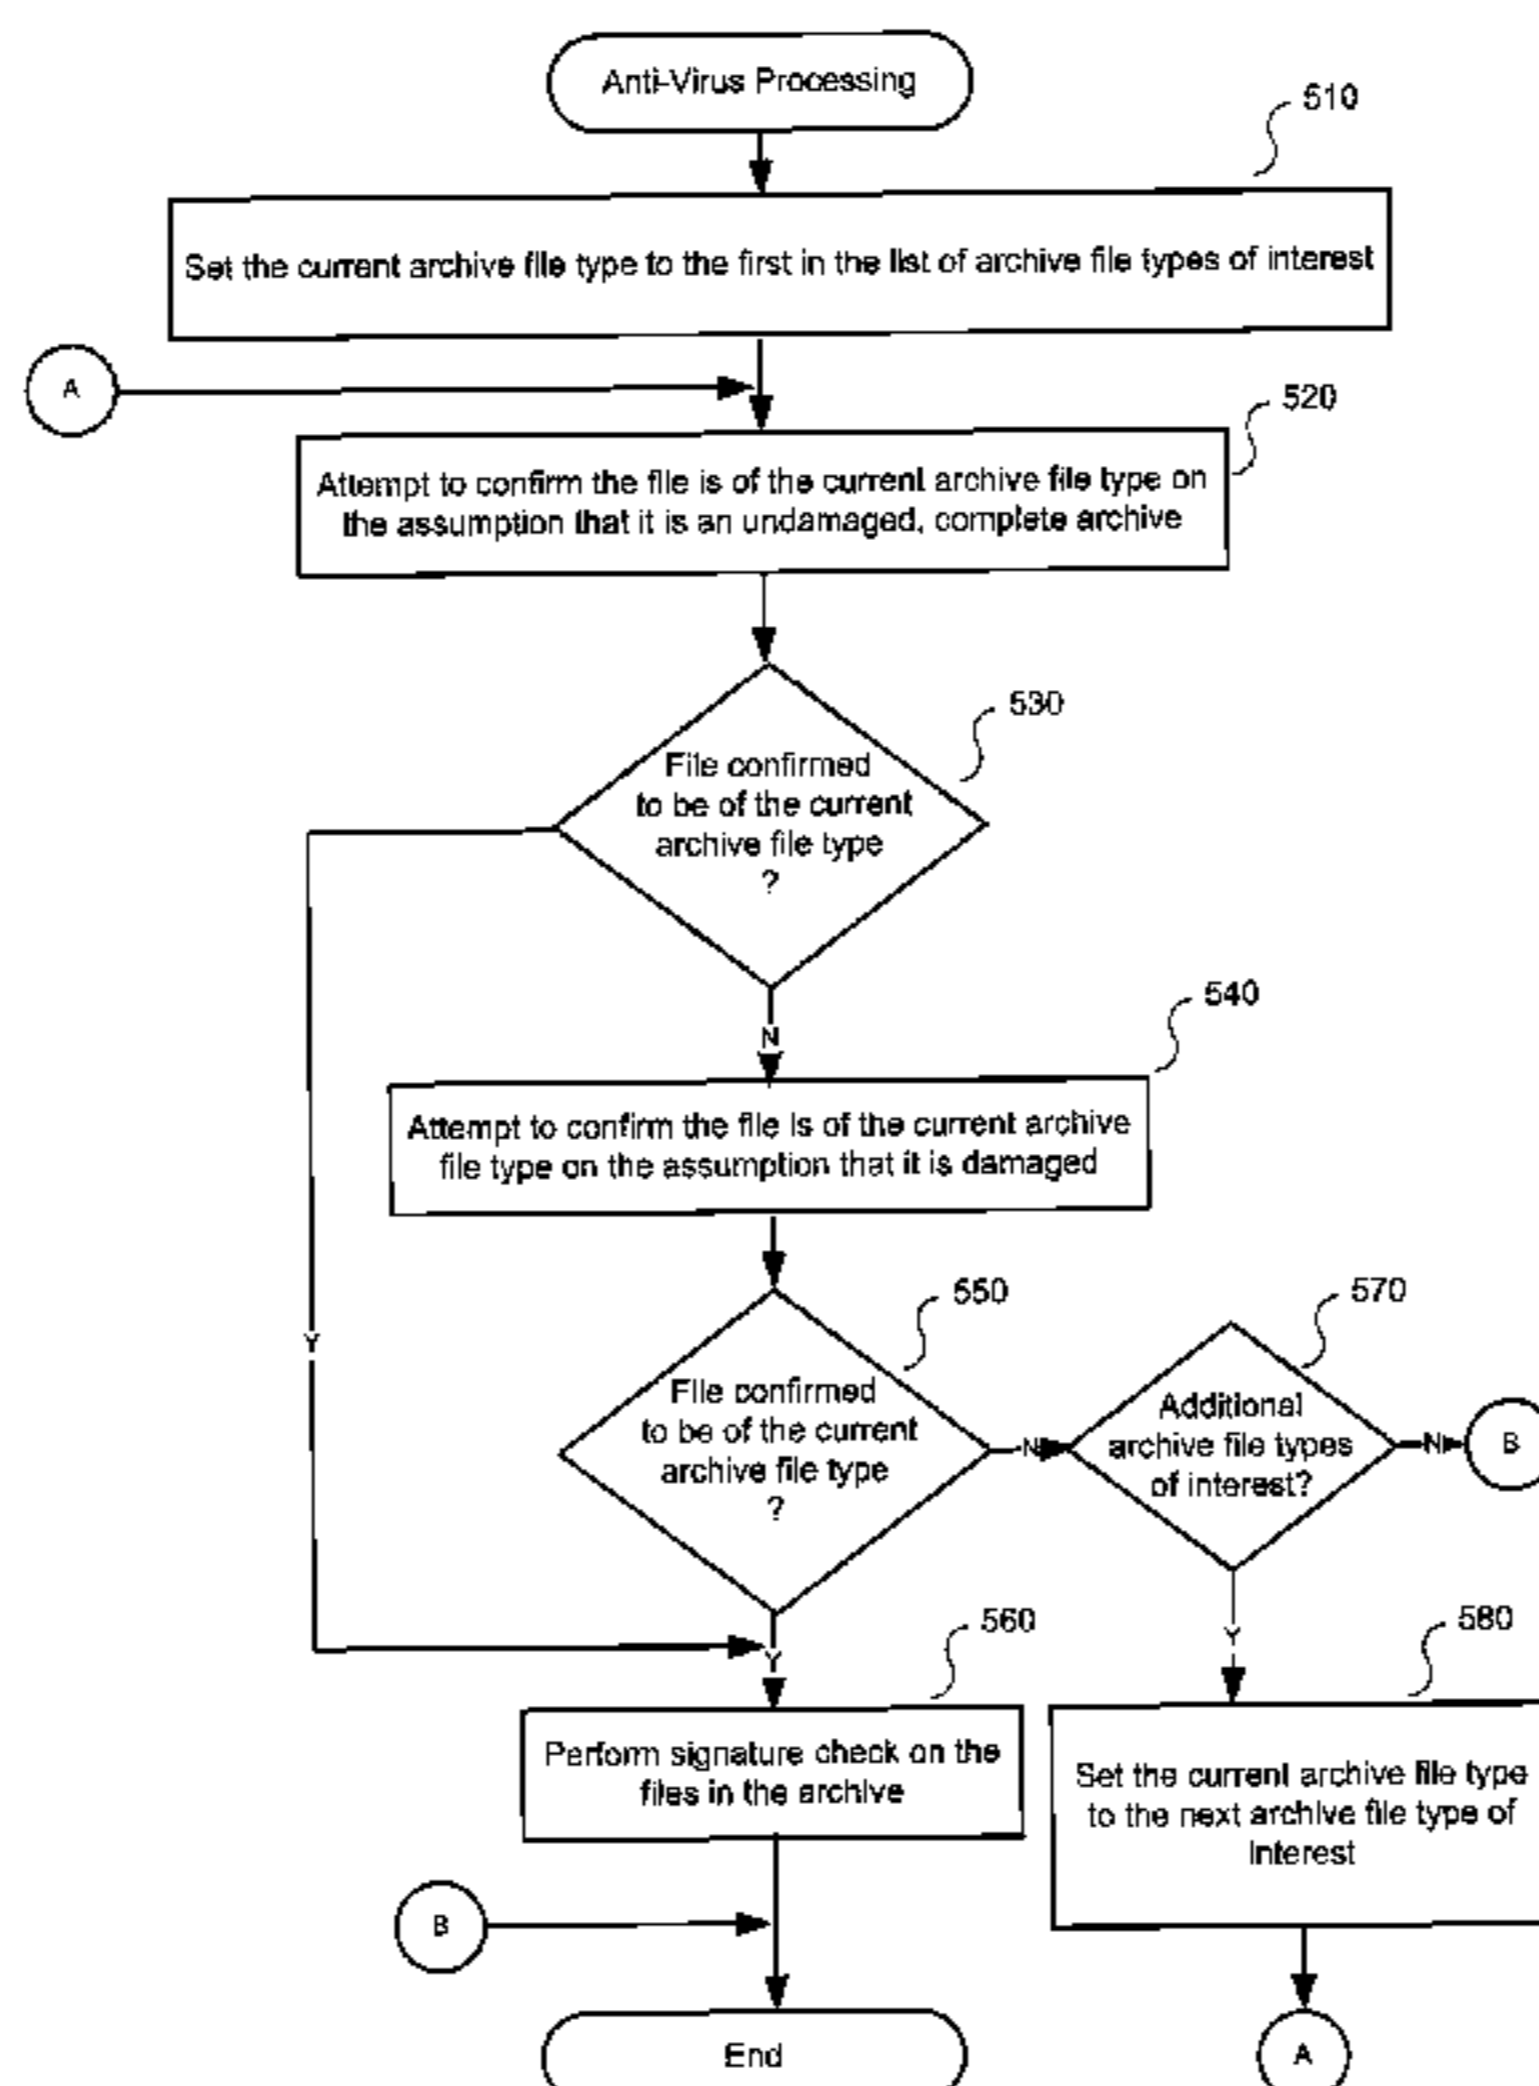 Anti-Virus Processing
510
Set the current archive file type to the first in the list of archive file types of interest
A
520
Attempt to confirm the file is of the current archive file type on
the assumption that it is an undamaged, complete archive
530
File confirmed
to be of the current
archive file type
?
N
540
Attempt to confirm the file is of the current archive
file type on the assumption that it is damaged
Y
550
File confirmed
to be of the current
archive file type
?
N
570
Additional
archive file types
of interest?
N
B
Y
560
Perform signature check on the
files in the archive
Y
580
Set the current archive file type
to the next archive file type of
interest
B
End
A